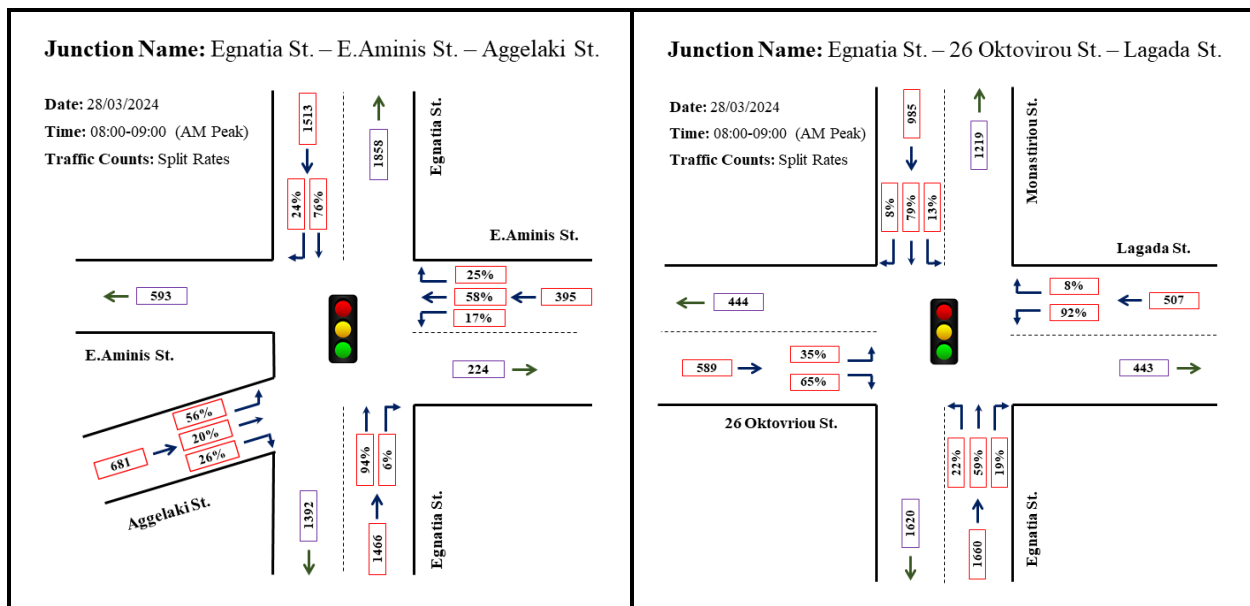 Junction Name: Egnatia St. – E.Aminis St. – Aggelaki St.
Date: 28/03/2024
Time: 08:00-09:00 (AM Peak)
Traffic Counts: Split Rates
1513
1858
Egnatia St.
24%
76%
E.Aminis St.
593
25%
58%
395
17%
E.Aminis St.
224
56%
20%
681
26%
94%
6%
Aggelaki St.
1392
1466
Egnatia St.
Junction Name: Egnatia St. – 26 Oktovirou St. – Lagada St.
Date: 28/03/2024
Time: 08:00-09:00 (AM Peak)
Traffic Counts: Split Rates
985
1219
Monastiriou St.
8%
79%
13%
Lagada St.
444
8%
507
92%
589
35%
65%
443
26 Oktovriou St.
22%
59%
19%
1620
1660
Egnatia St.